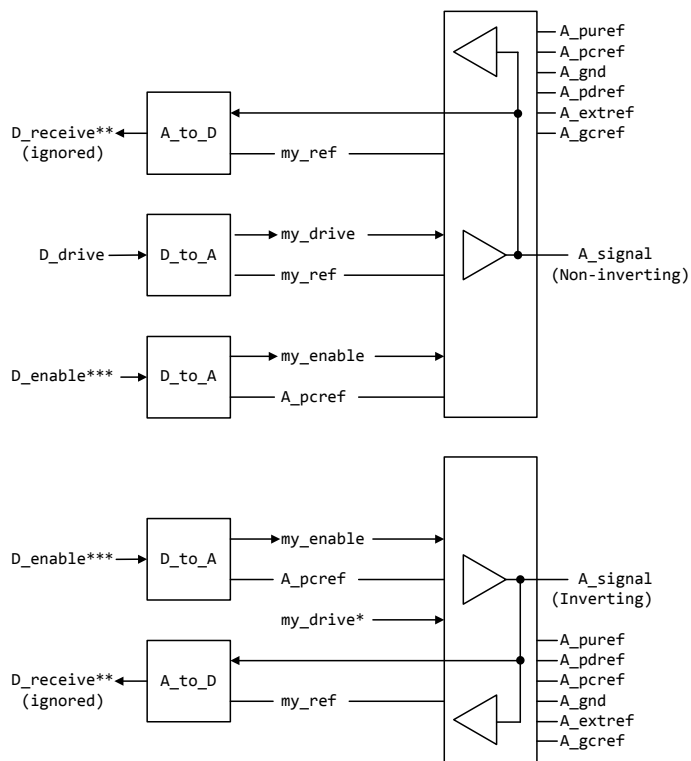 A_puref
A_pcref
A_gnd
A_pdref
A_extref
A_gcref
D_receive**
(ignored)
A_to_D
my_ref
D_drive
D_to_A
my_drive
my_ref
A_signal
(Non-inverting)
D_enable***
D_to_A
my_enable
A_pcref
D_enable***
D_to_A
my_enable
A_pcref
my_drive*
A_signal
(Inverting)
D_receive**
(ignored)
A_to_D
my_ref
A_puref
A_pdref
A_pcref
A_gnd
A_extref
A_gcref